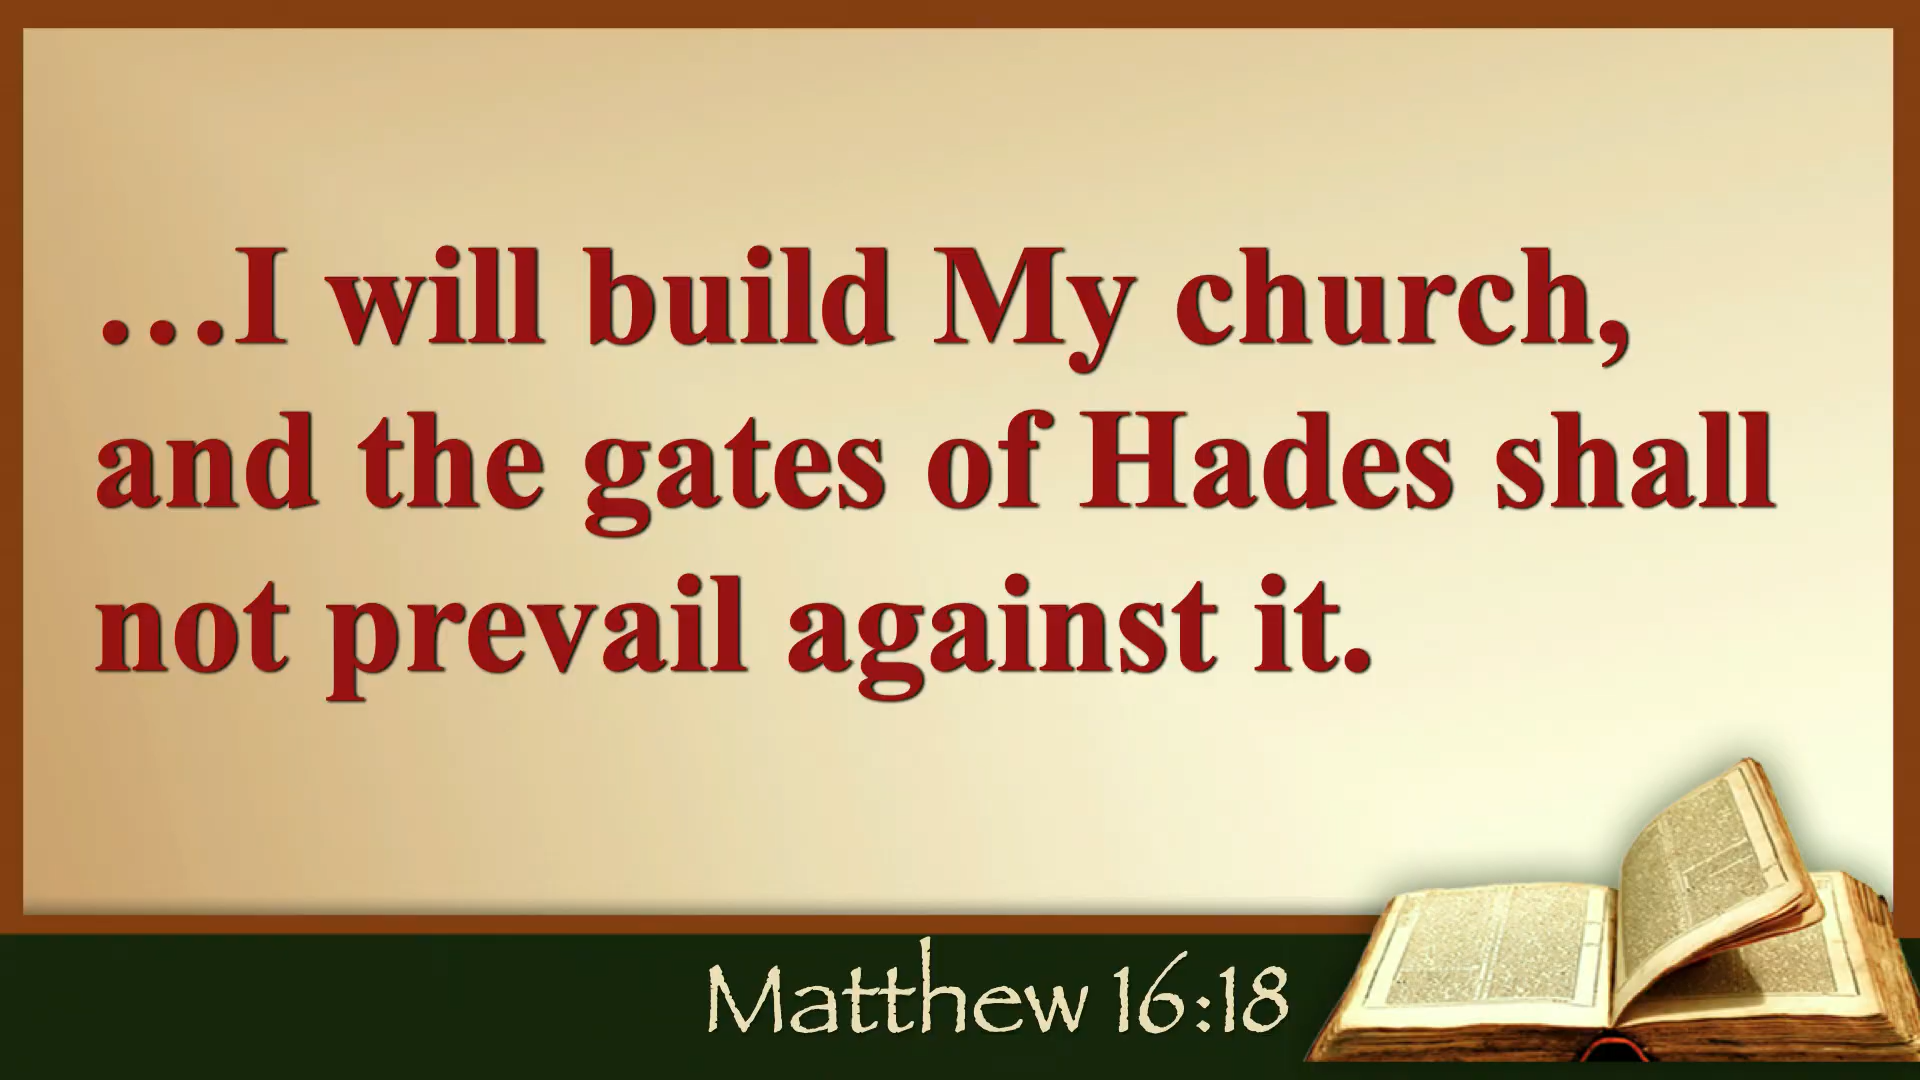 …I will build My church,
and the gates of Hades shall
not prevail against it.
Matthew 16:18